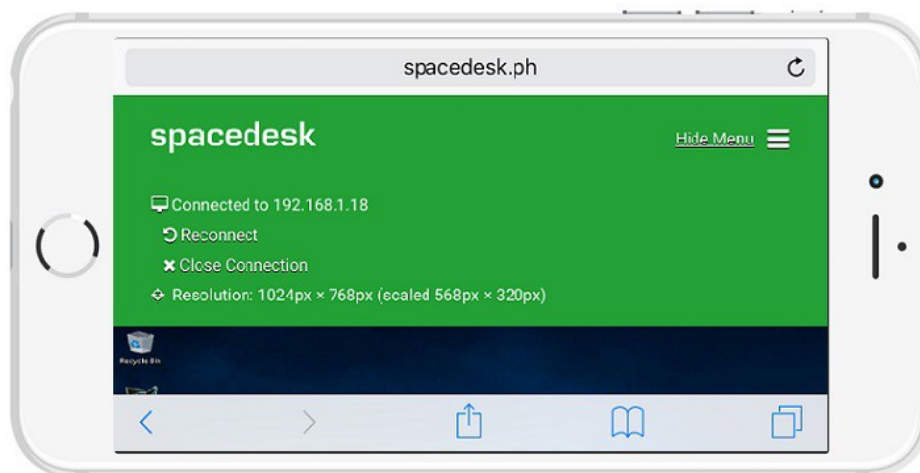 spacedesk.ph
spacedesk
Hide Menu
Connected to 192.168.1.18
Reconnect
Close Connection
Resolution: 1024px × 768px (scaled 568px × 320px)
Recycle Bin